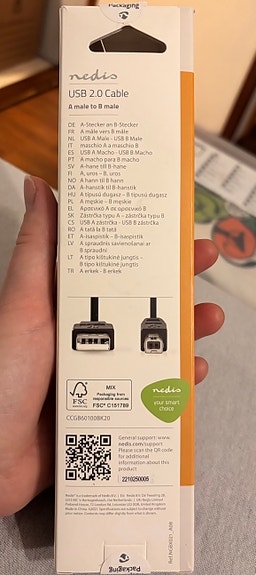 Packaging
nedis
USB 2.0 Cable
A male to B male
DE A-Stecker an B-Stecker
FR A mâle vers B mâle
NL USB A Male - USB B Male
IT maschio A a maschio B
ES USB A Macho - USB B Macho
PT A macho para B macho
SV A-hane till B-hane
FI A, uros - B, uros
NO A hann til B hann
DA A-hanstik til B-hanstik
HU A típusú dugasz – B típusú dugasz
PL A męskie – B męskie
EL Αρσενικό A σε αρσενικό B
SK Zástrčka typu A – zástrčka typu B
CS USB A zástrčka - USB B zástrčka
RO A tată la B tată
XT A-isaspistik – B-isaspistik
LV A spraudnis savienošanai ar
B spraudni
LT A tipo kištukinė jungtis –
B tipo kištukinė jungtis
TR A erkek - B erkek
FSC
MIX
Packaging from
responsible sources
FSC® C151789
nedis
your smart
choice
CCGB60100BK20
General support: www.
nedis.com/support
Please scan the QR code
for additional
information about this
product
2210250005
Packaging